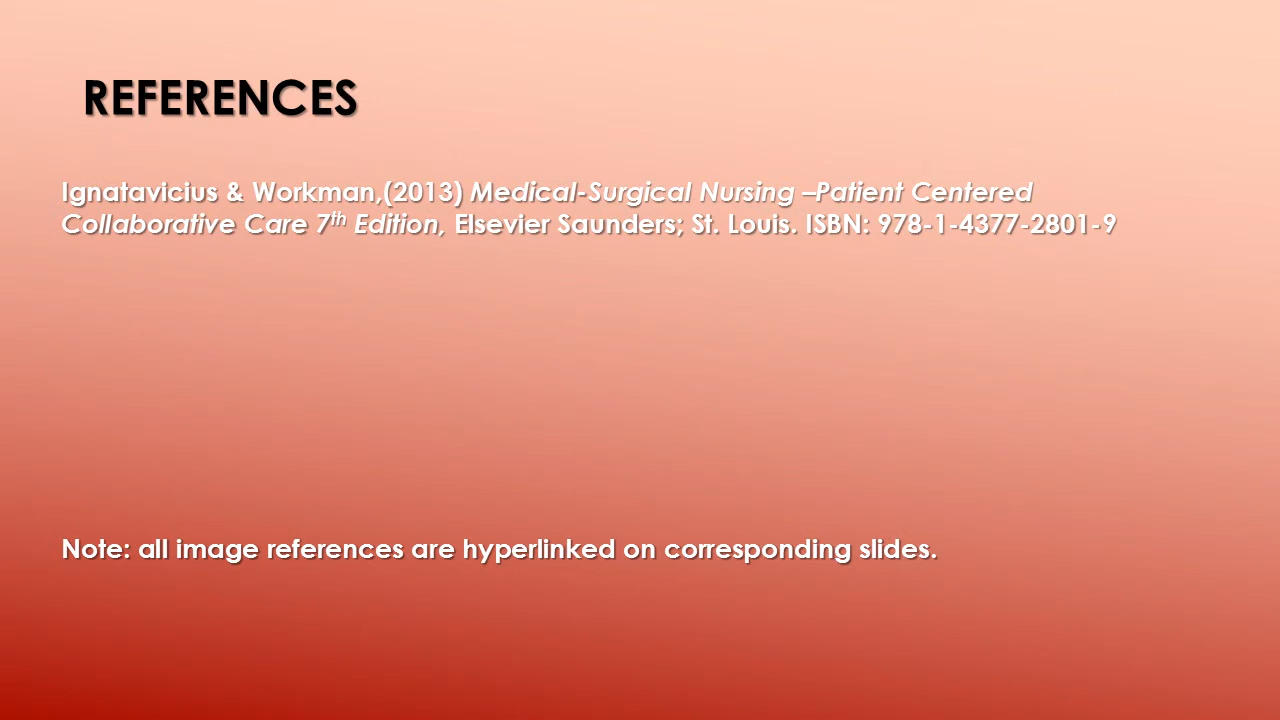 REFERENCES
Ignatavicius & Workman,(2013) Medical-Surgical Nursing –Patient Centered
Collaborative Care 7th Edition, Elsevier Saunders; St. Louis. ISBN: 978-1-4377-2801-9
Note: all image references are hyperlinked on corresponding slides.